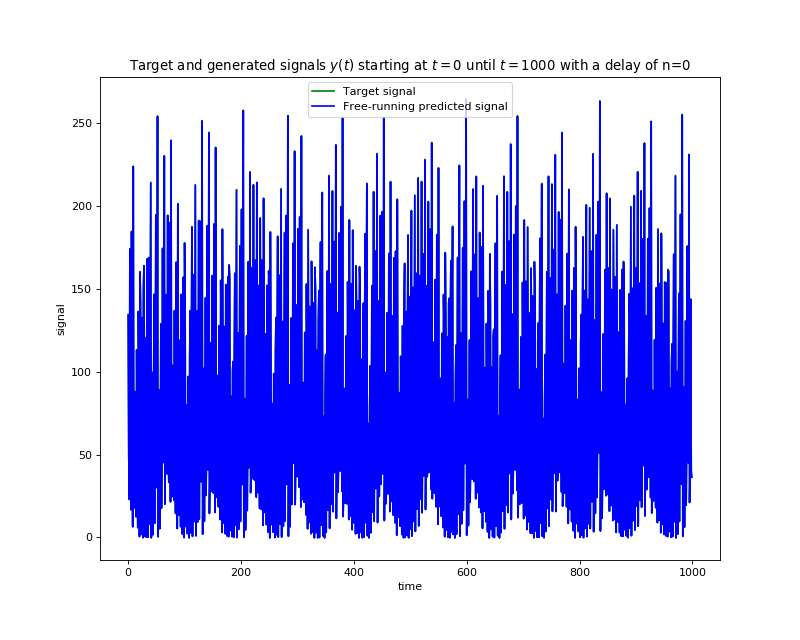 Target and generated signals y(t) starting at t = 0 until t = 1000 with a delay of n=0
Target signal
Free-running predicted signal
signal
250
200
150
100
50
0
0 200 400 600 800 1000
time